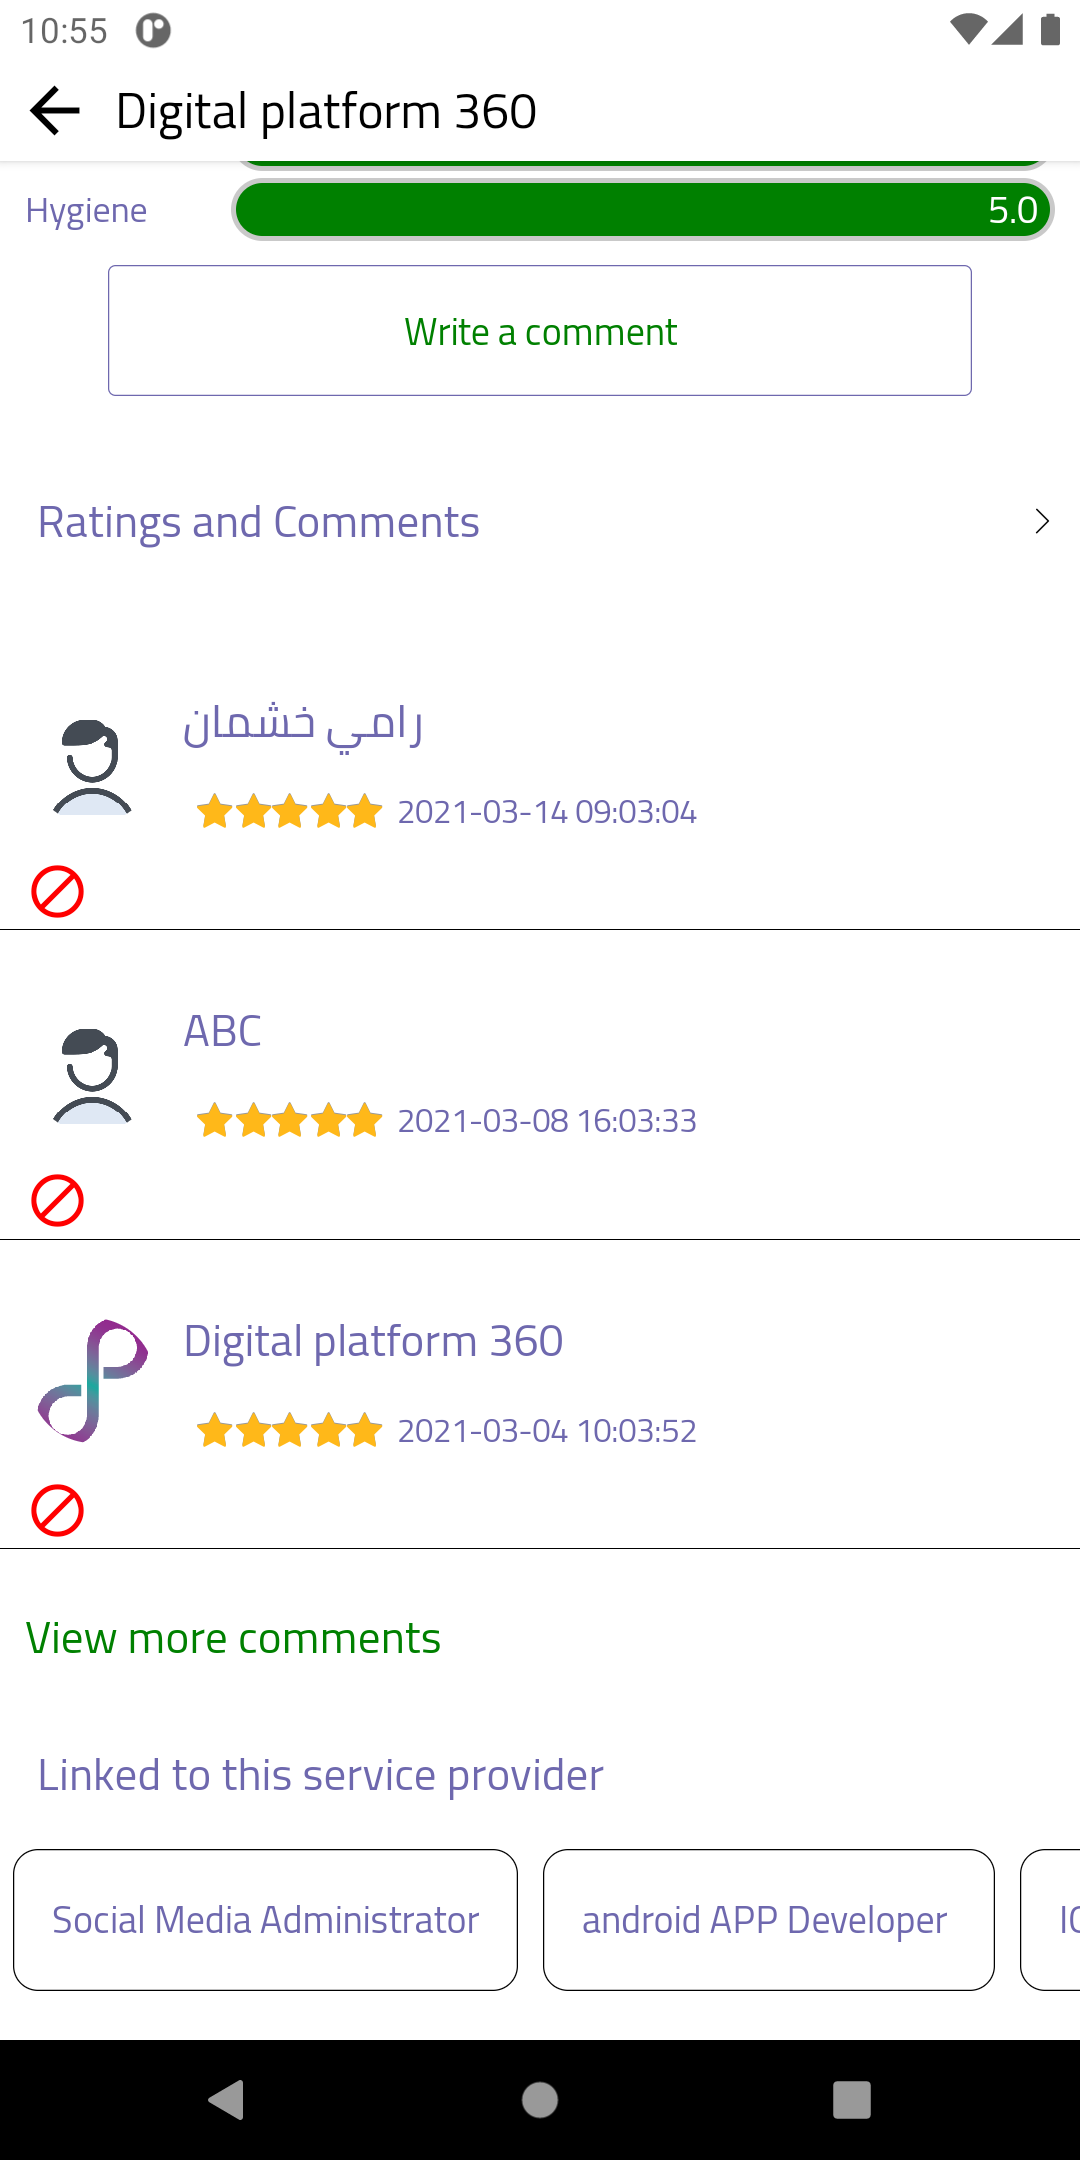 10:55
Digital platform 360
Hygiene 5.0
Write a comment
Ratings and Comments
رامي خشمان
2021-03-14 09:03:04
ABC
2021-03-08 16:03:33
Digital platform 360
2021-03-04 10:03:52
View more comments
Linked to this service provider
Social Media Administrator android APP Developer